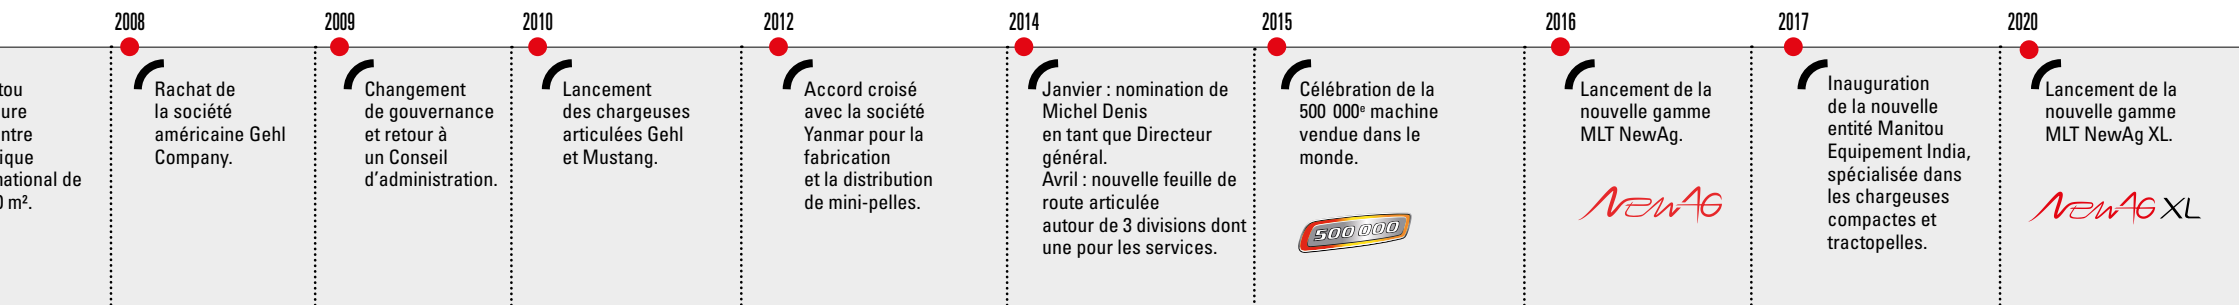 2008
2009
2010
2012
2014
2015
2016
2017
2020
national de
m².
Rachat de
la société
américaine Gehl
Company.
Changement
de gouvernance
et retour à
un Conseil
d’administration.
Lancement
des chargeuses
articulées Gehl
et Mustang.
Accord croisé
avec la société
Yanmar pour la
fabrication
et la distribution
de mini-pelles.
Janvier : nomination de
Michel Denis
en tant que Directeur
général.
Avril : nouvelle feuille de
route articulée
autour de 3 divisions dont
une pour les services.
Célébration de la
500 000e machine
vendue dans le
monde.
500 000
Lancement de la
nouvelle gamme
MLT NewAg.
NEWAG
Inauguration
de la nouvelle
entité Manitou
Equipement India,
spécialisée dans
les chargeuses
compactes et
tractopelles.
Lancement de la
nouvelle gamme
MLT NewAg XL.
NEWAG XL